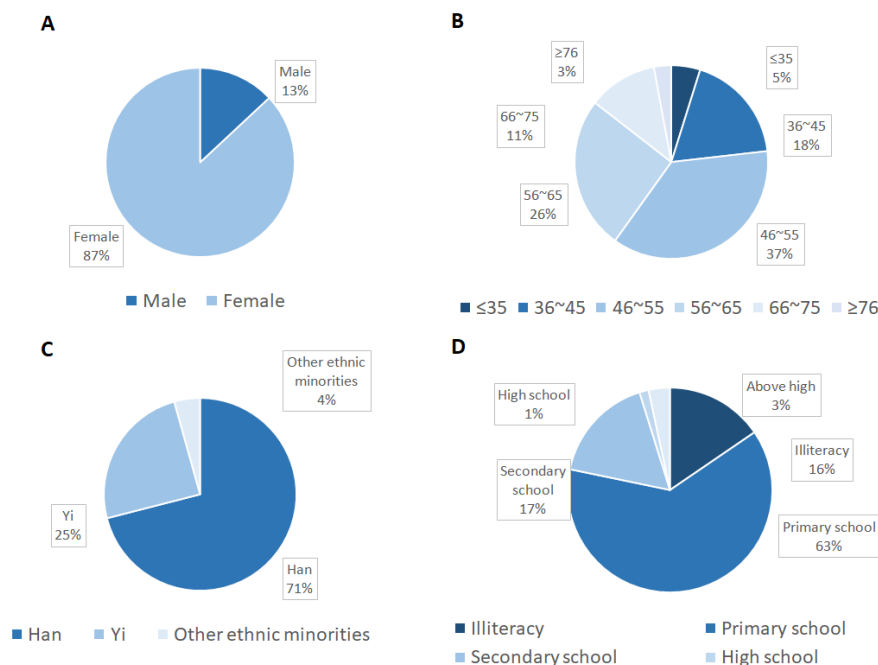 A
Male
13%
Female
87%
Male Female
B
≥76
3%
≤35
5%
66~75
11%
36~45
18%
56~65
26%
46~55
37%
≤35 36~45 46~55 56~65 66~75 ≥76
C
Other ethnic
minorities
4%
Yi
25%
Han
71%
Han Yi Other ethnic minorities
D
High school
1%
Above high
3%
Illiteracy
16%
Secondary
school
17%
Primary school
63%
Illiteracy Primary school
Secondary school High school